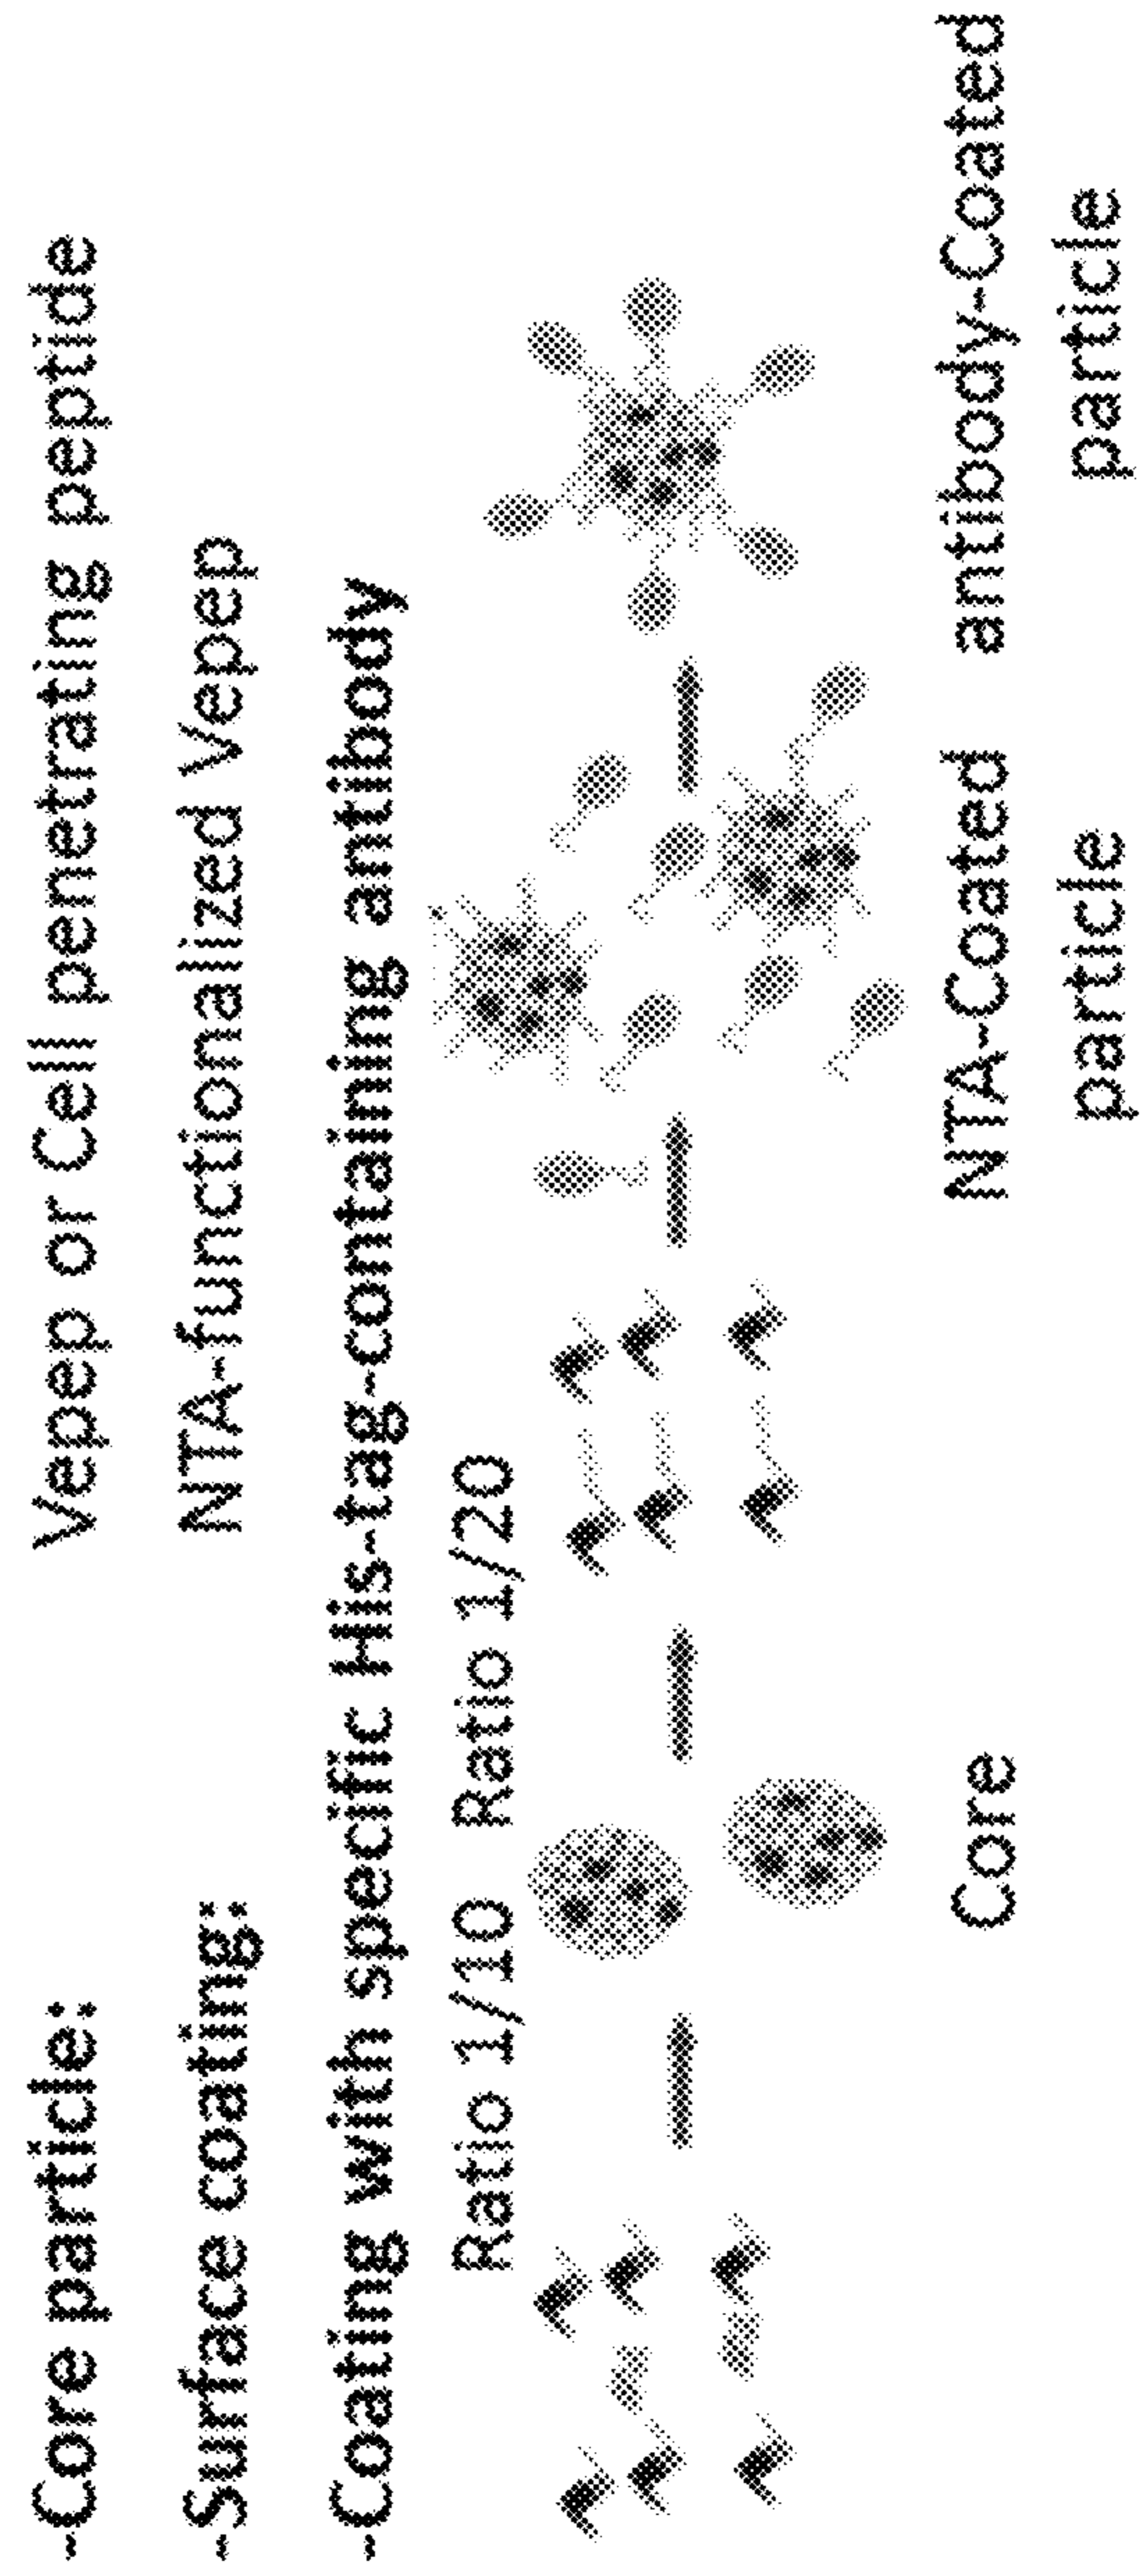 -Core particle: Vepep or Cell penetrating peptide
-Surface coating: NTA-functionalized Vepep
-Coating with specific His-tag-containing antibody
Ratio 1/10 Ratio 1/20
Core NTA-Coated antibody-Coated
particle particle